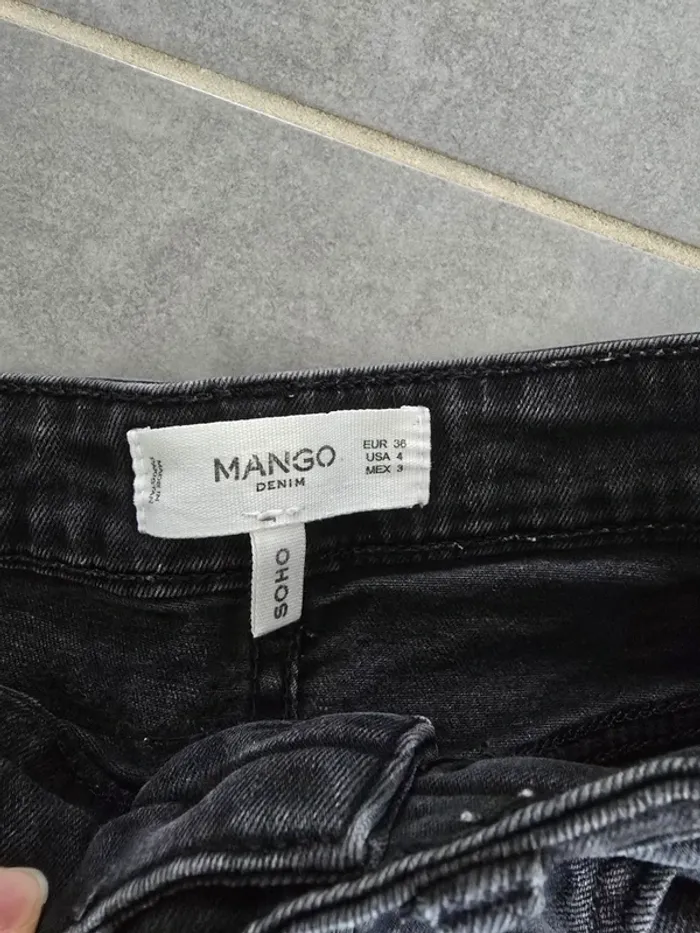 MANGO
DENIM
EUR 36
USA 4
MEX 3
SOHO